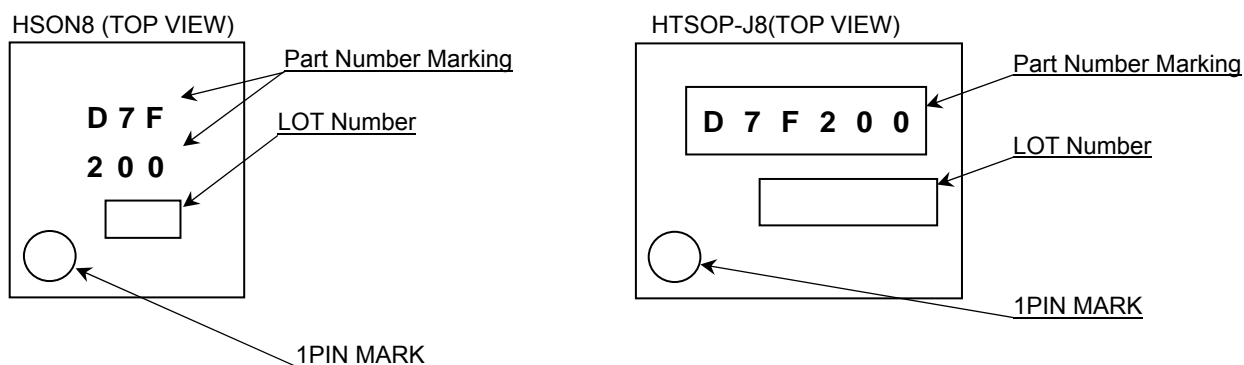 HSON8 (TOP VIEW)
Part Number Marking
D 7 F
LOT Number
2 0 0
1PIN MARK
HTSOP-J8(TOP VIEW)
Part Number Marking
D 7 F 2 0 0
LOT Number
1PIN MARK